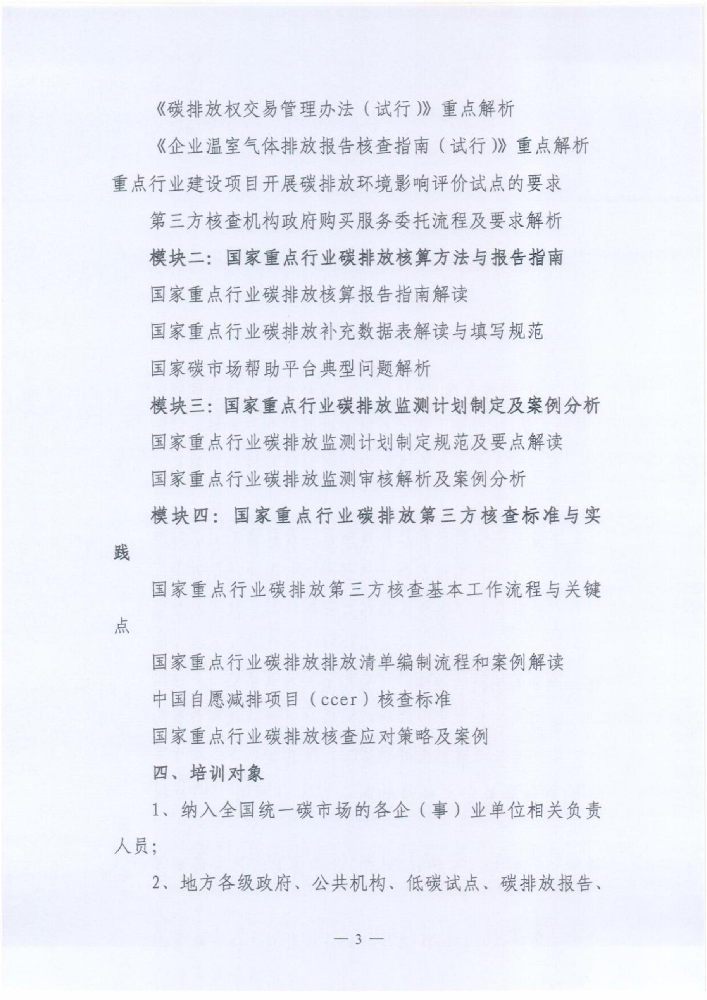 《碳排放权交易管理办法（试行）》重点解析
《企业温室气体排放报告核查指南（试行）》重点解析
重点行业建设项目开展碳排放环境影响评价试点的要求
第三方核查机构政府购买服务委托流程及要求解析
模块二：国家重点行业碳排放核算方法与报告指南
国家重点行业碳排放核算报告指南解读
国家重点行业碳排放补充数据表解读与填写规范
国家碳市场帮助平台典型问题解析
模块三：国家重点行业碳排放监测计划制定及案例分析
国家重点行业碳排放监测计划制定规范及要点解读
国家重点行业碳排放监测审核解析及案例分析
模块四：国家重点行业碳排放第三方核查标准与实
践
国家重点行业碳排放第三方核查基本工作流程与关键
点
国家重点行业碳排放排放清单编制流程和案例解读
中国自愿减排项目（ccer）核查标准
国家重点行业碳排放核查应对策略及案例
四、培训对象
1、纳入全国统一碳市场的各企（事）业单位相关负责
人员；
2、地方各级政府、公共机构、低碳试点、碳排放报告、
— 3 —